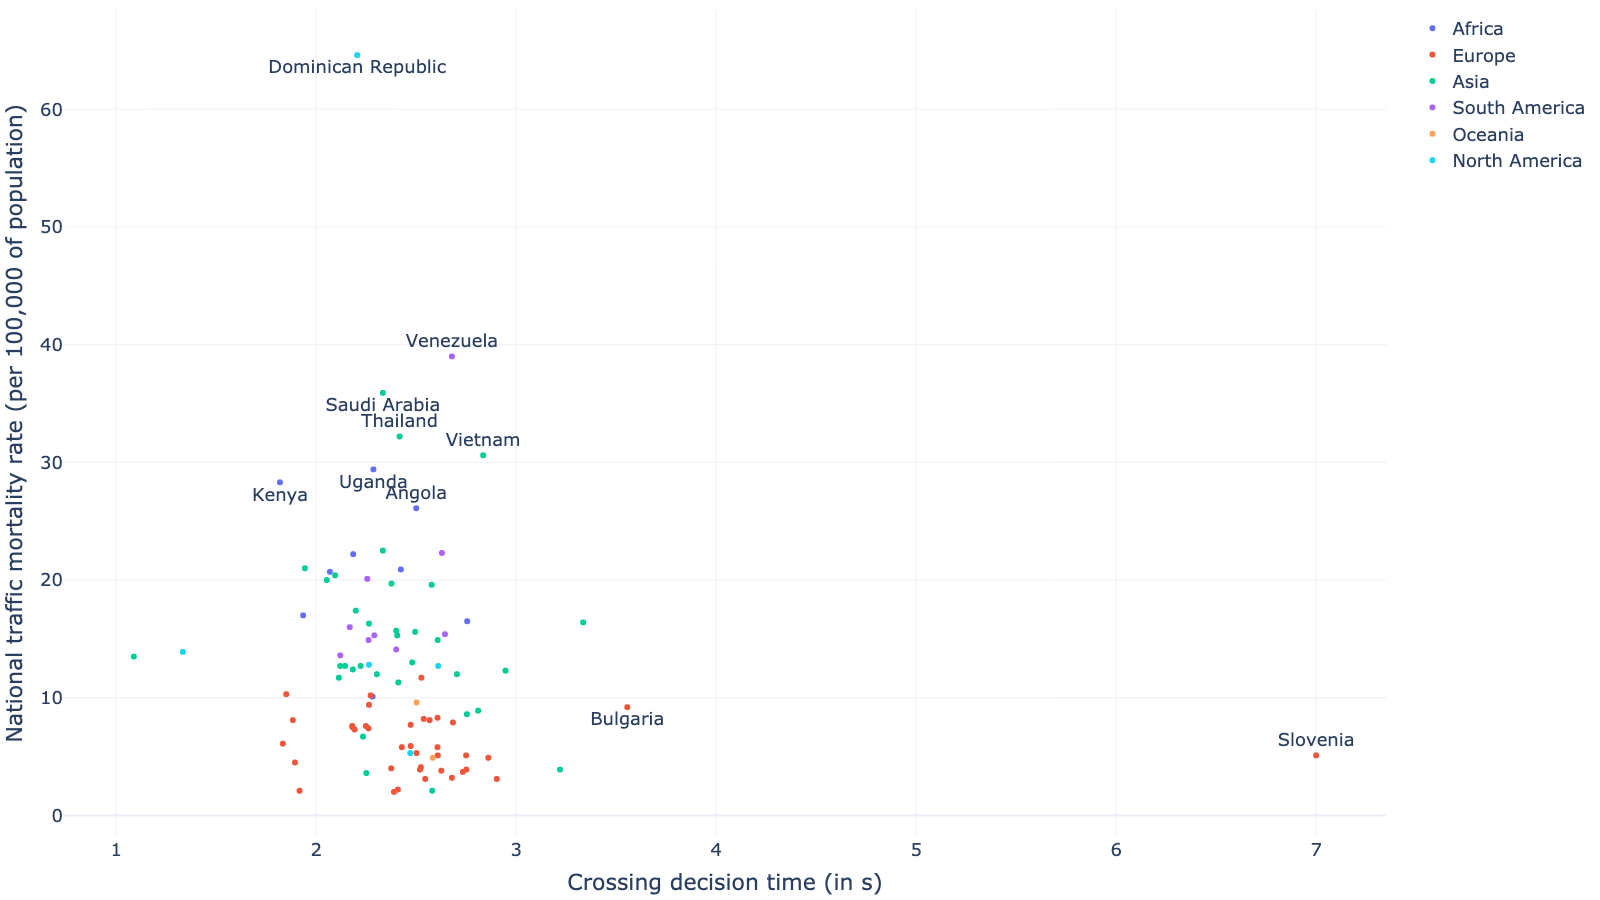 Dominican Republic
Venezuela
Saudi Arabia
Thailand
Vietnam
Uganda
Angola
Kenya
Bulgaria
Slovenia
National traffic mortality rate (per 100,000 of population)
60
50
40
30
20
10
0
1 2 3 4 5 6 7
Crossing decision time (in s)
Africa
Europe
Asia
South America
Oceania
North America